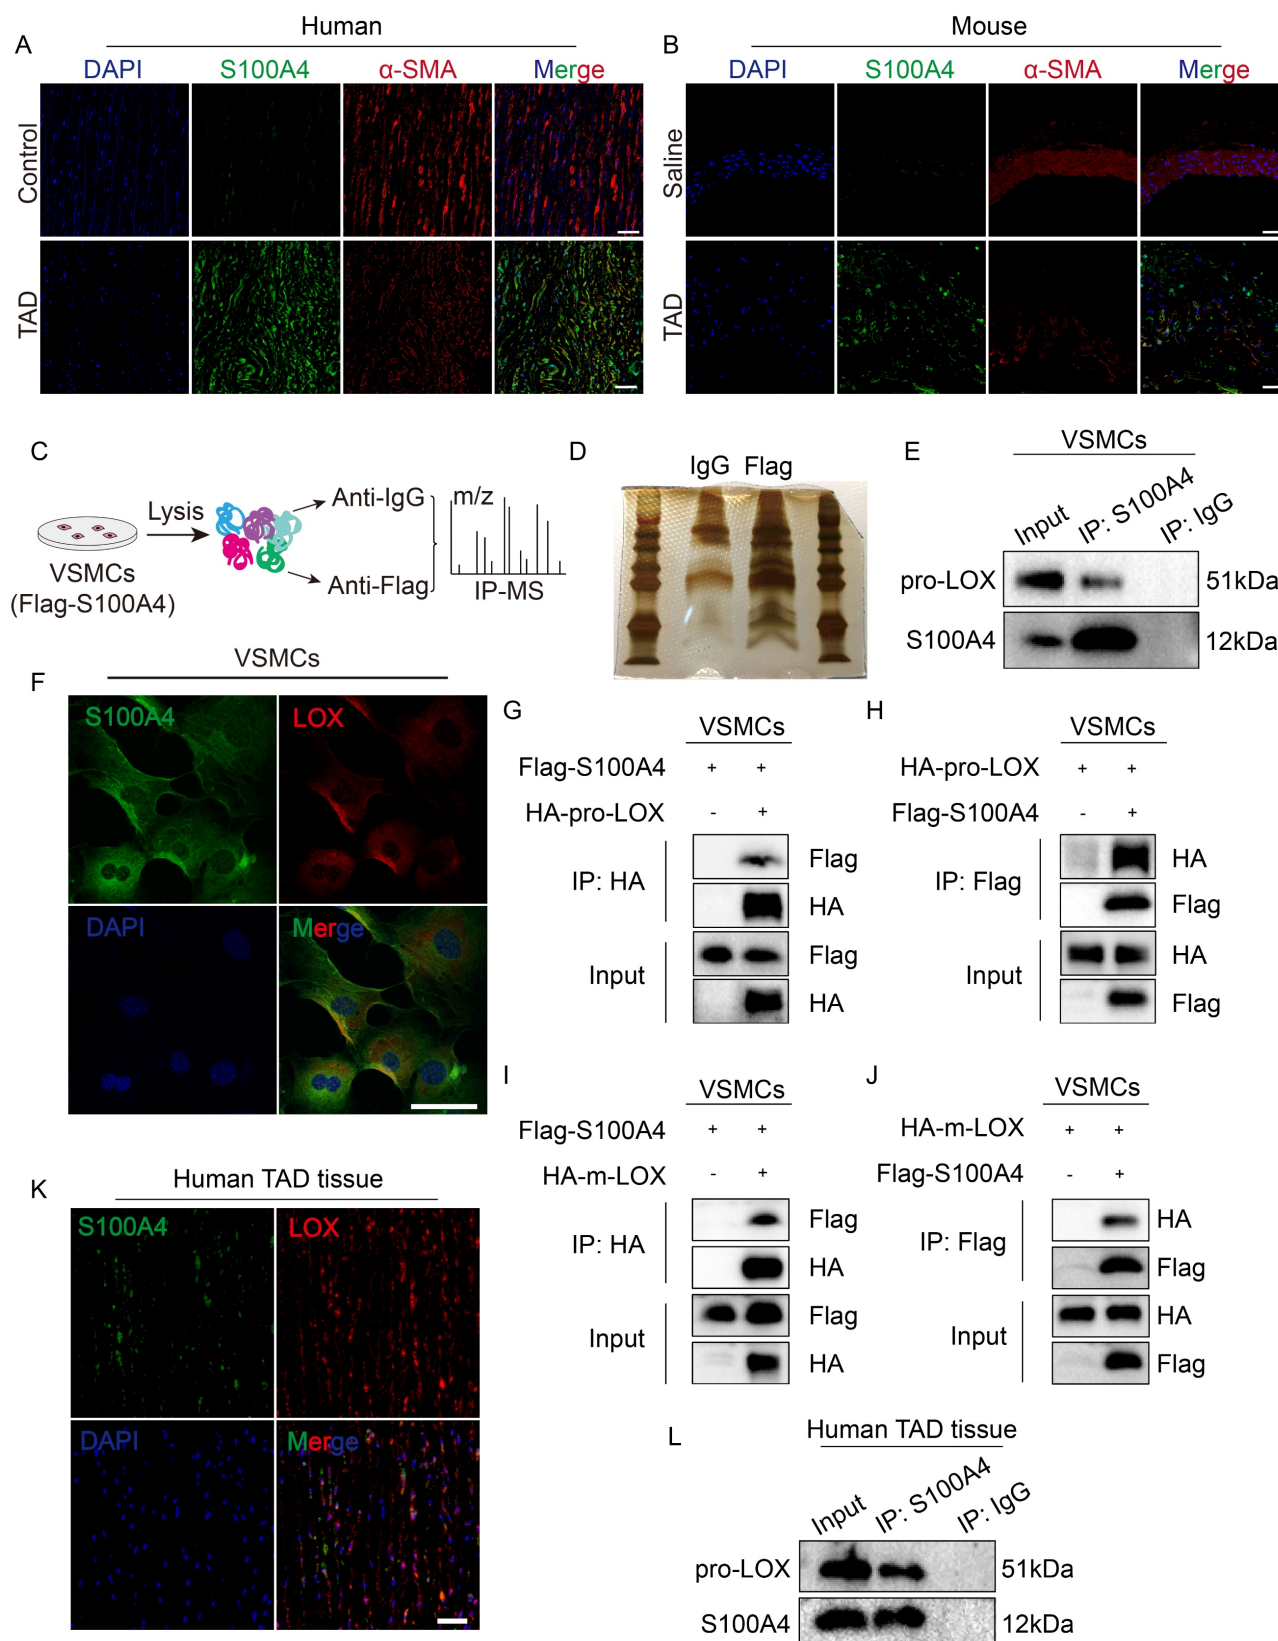 A
Human
DAPI S100A4 α-SMA Merge
Control
TAD
B
Mouse
DAPI S100A4 α-SMA Merge
Saline
TAD
C
VSMCs
(Flag-S100A4)
Lysis
Anti-IgG
Anti-Flag
m/z
IP-MS
D
IgG Flag
E
VSMCs
Input IP: S100A4 IP: IgG
pro-LOX 51kDa
S100A4 12kDa
F
VSMCs
S100A4 LOX
DAPI Merge
G
VSMCs
Flag-S100A4 + +
HA-pro-LOX - +
IP: HA
Flag
HA
Input
Flag
HA
H
VSMCs
HA-pro-LOX + +
Flag-S100A4 - +
IP: Flag
HA
Flag
Input
HA
Flag
I
VSMCs
Flag-S100A4 + +
HA-m-LOX - +
IP: HA
Flag
HA
Input
Flag
HA
J
VSMCs
HA-m-LOX + +
Flag-S100A4 - +
IP: Flag
HA
Flag
Input
HA
Flag
K
Human TAD tissue
S100A4 LOX
DAPI Merge
L
Human TAD tissue
Input IP: S100A4 IP: IgG
pro-LOX 51kDa
S100A4 12kDa